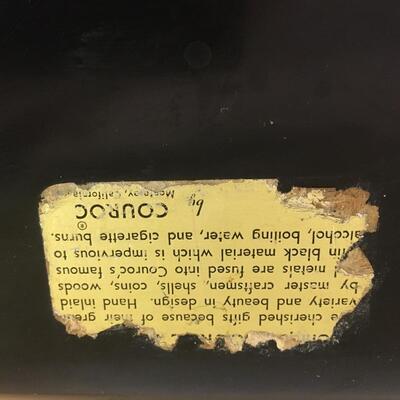 e cherished gifts because of their grea
variety and beauty in design. Hand inlaid
by master craftsmen, shells, coins, woods
d metals are fused into Couroc's famous
tin black material which is impervious to
alcohol, boiling water, and cigarette burns.
by COUROC®
Monterey, California